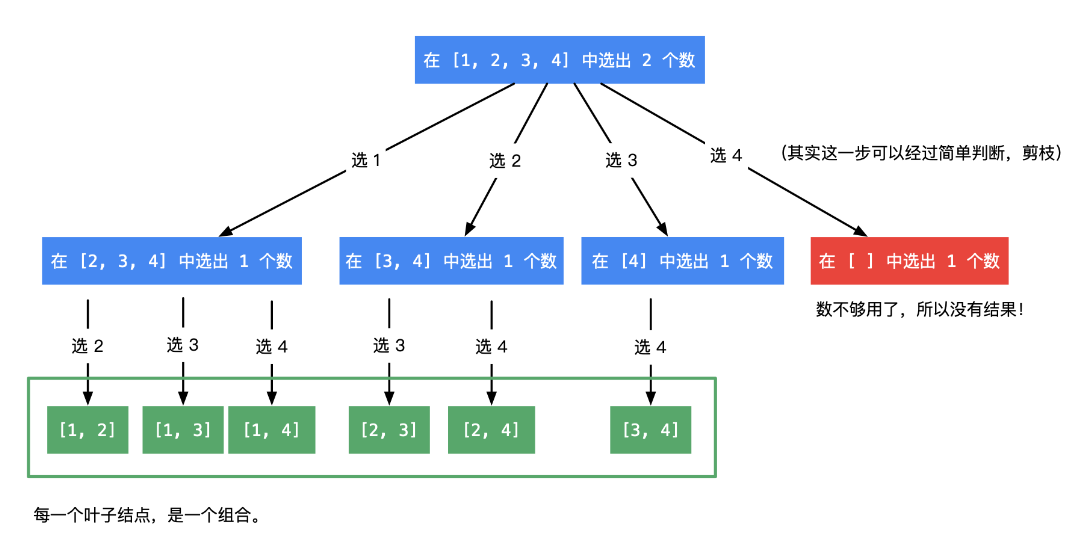 在 [1, 2, 3, 4] 中选出 2 个数
选 1
选 2
选 3
选 4
（其实这一步可以经过简单判断，剪枝）
在 [2, 3, 4] 中选出 1 个数
在 [3, 4] 中选出 1 个数
在 [4] 中选出 1 个数
在 [ ] 中选出 1 个数
数不够用了，所以没有结果！
选 2
选 3
选 4
选 3
选 4
选 4
[1, 2]
[1, 3]
[1, 4]
[2, 3]
[2, 4]
[3, 4]
每一个叶子结点，是一个组合。